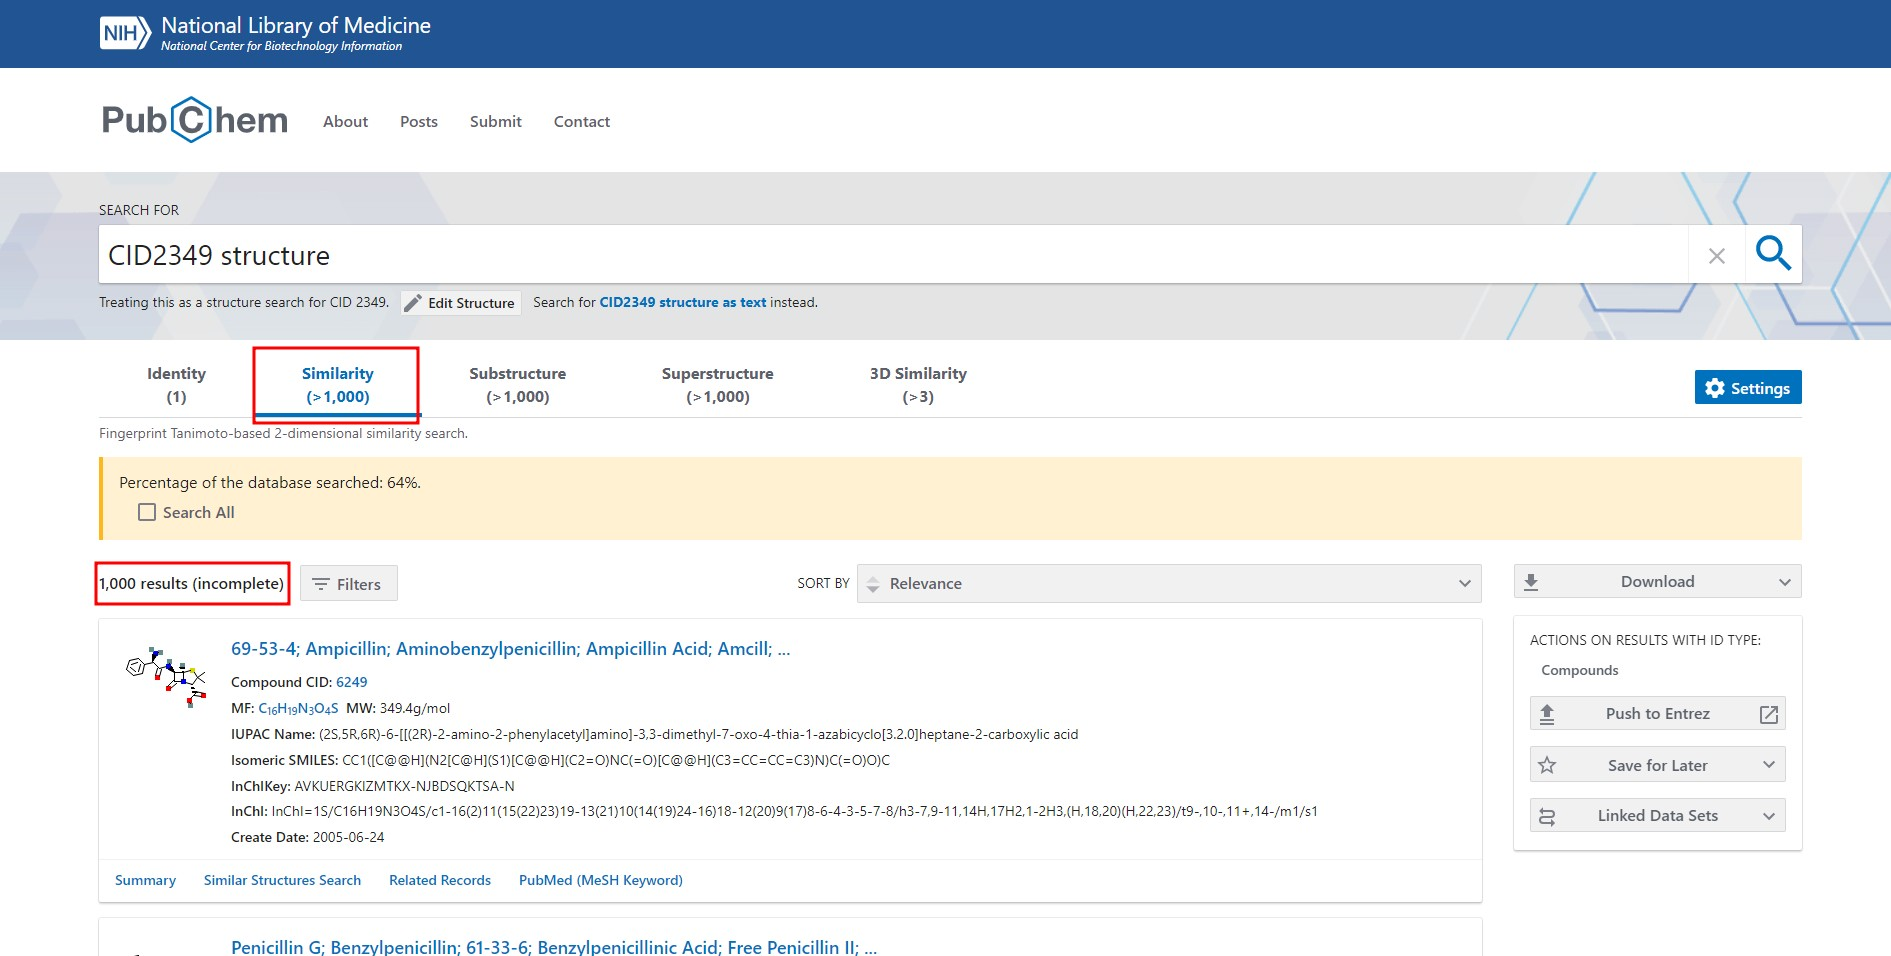 NIH National Library of Medicine
National Center for Biotechnology Information
PubChem About Posts Submit Contact
SEARCH FOR
CID2349 structure
Treating this as a structure search for CID 2349. Edit Structure Search for CID2349 structure as text instead.
Identity Similarity Substructure Superstructure 3D Similarity
(1) (>1,000) (>1,000) (>1,000) (>3)
Settings
Fingerprint Tanimoto-based 2-dimensional similarity search.
Percentage of the database searched: 64%.
Search All
1,000 results (incomplete) Filters SORT BY Relevance Download
69-53-4; Ampicillin; Aminobenzylpenicillin; Ampicillin Acid; Amcill; ...
Compound CID: 6249
MF: C16H19N3O4S MW: 349.4g/mol
IUPAC Name: (2S,5R,6R)-6-[[(2R)-2-amino-2-phenylacetyl]amino]-3,3-dimethyl-7-oxo-4-thia-1-azabicyclo[3.2.0]heptane-2-carboxylic acid
Isomeric SMILES: CC1([C@@H](N2[C@H](S1)[C@@H](C2=O)NC(=O)[C@@H](C3=CC=CC=C3)N)C(=O)O)C
InChIKey: AVKUERGKIZMTKX-NJBDSQKTSA-N
InChI: InChI=1S/C16H19N3O4S/c1-16(2)11(15(22)23)19-13(21)10(14(19)24-16)18-12(20)9(17)8-6-4-3-5-7-8/h3-7,9-11,14H,17H2,1-2H3,(H,18,20)(H,22,23)/t9-,10-,11+,14-/m1/s1
Create Date: 2005-06-24
Summary Similar Structures Search Related Records PubMed (MeSH Keyword)
ACTIONS ON RESULTS WITH ID TYPE:
Compounds
Push to Entrez
Save for Later
Linked Data Sets
Penicillin G; Benzylpenicillin; 61-33-6; Benzylpenicillinic Acid; Free Penicillin II; ...